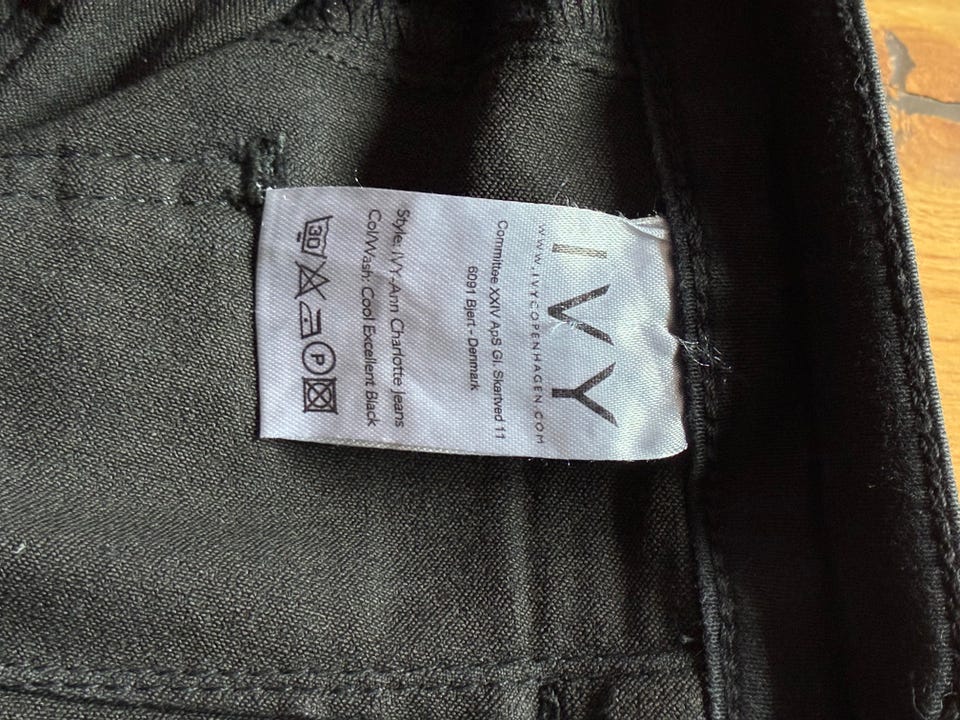 IVY
WWW.IVYCOPENHAGEN.COM
Committee XXIV ApS Gl. Skartved 11
6091 Bjert - Denmark
Style: IVY-Ann Charlotte jeans
Col/Wash: Cool Excellent Black
30 P